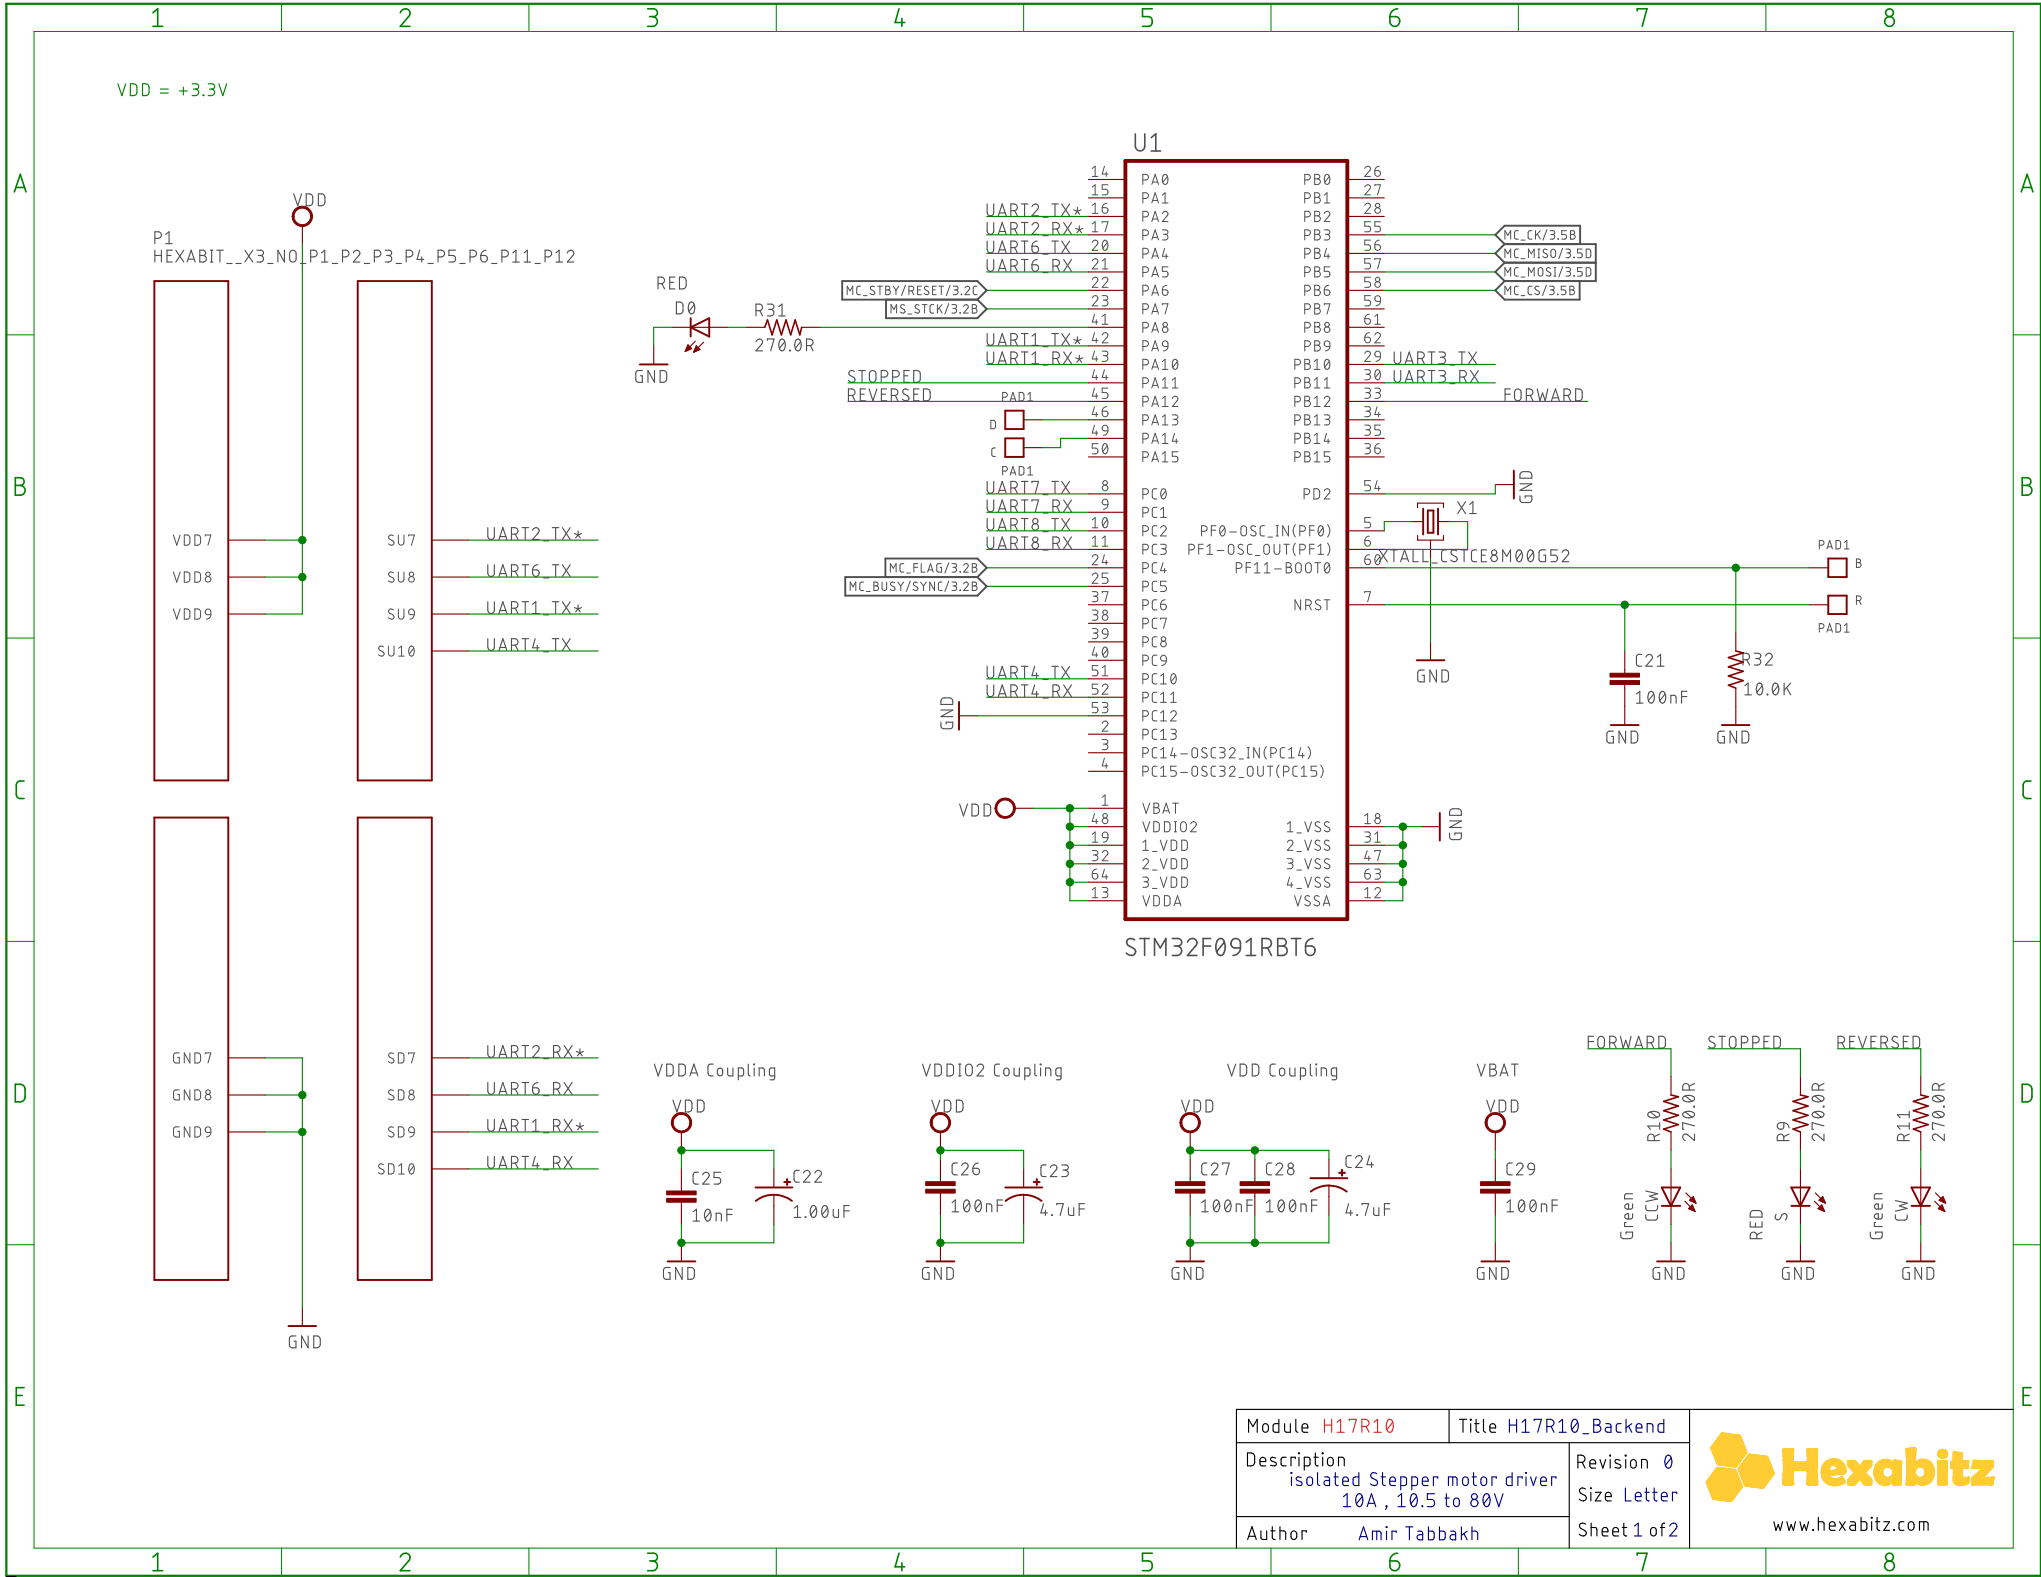 1 2 3 4 5 6 7 8
A A
B B
C C
D D
E E
VDD = +3.3V
VDD
P1
HEXABIT__X3_NO_P1_P2_P3_P4_P5_P6_P11_P12
VDD7
VDD8
VDD9
SU7 UART2_TX*
SU8 UART6_TX
SU9 UART1_TX*
SU10 UART4_TX
GND7
GND8
GND9
GND
SD7 UART2_RX*
SD8 UART6_RX
SD9 UART1_RX*
SD10 UART4_RX
RED
D0
R31
270.0R
GND
U1
14 PA0
15 PA1
UART2_TX* 16 PA2
UART2_RX* 17 PA3
UART6_TX 20 PA4
UART6_RX 21 PA5
MC_STBY/RESET/3.2C 22 PA6
MS_STCK/3.2B 23 PA7
41 PA8
UART1_TX* 42 PA9
UART1_RX* 43 PA10
STOPPED 44 PA11
REVERSED 45 PA12
PAD1
D 46 PA13
C 49 PA14
PAD1
50 PA15
UART7_TX 8 PC0
UART7_RX 9 PC1
UART8_TX 10 PC2
UART8_RX 11 PC3
MC_FLAG/3.2B 24 PC4
MC_BUSY/SYNC/3.2B 25 PC5
37 PC6
38 PC7
39 PC8
40 PC9
UART4_TX 51 PC10
UART4_RX 52 PC11
GND 53 PC12
2 PC13
3 PC14-OSC32_IN(PC14)
4 PC15-OSC32_OUT(PC15)
VDD 1 VBAT
48 VDDIO2
19 1_VDD
32 2_VDD
64 3_VDD
13 VDDA
PB0 26
PB1 27
PB2 28
PB3 55 MC_CK/3.5B
PB4 56 MC_MISO/3.5D
PB5 57 MC_MOSI/3.5D
PB6 58 MC_CS/3.5B
PB7 59
PB8 61
PB9 62
PB10 29 UART3_TX
PB11 30 UART3_RX
PB12 33 FORWARD
PB13 34
PB14 35
PB15 36
PD2 54 GND
PF0-OSC_IN(PF0) 5
PF1-OSC_OUT(PF1) 6
PF11-BOOT0 60
NRST 7
X1
XTALL_CSTCE8M00G52
GND
PAD1
B
R
PAD1
C21
100nF
GND
R32
10.0K
GND
1_VSS 18 GND
2_VSS 31
3_VSS 47
4_VSS 63
VSSA 12
STM32F091RBT6
VDDA Coupling
VDD
C25
10nF
C22
1.00uF
GND
VDDIO2 Coupling
VDD
C26
100nF
C23
4.7uF
GND
VDD Coupling
VDD
C27
100nF
C28
100nF
C24
4.7uF
GND
VBAT
VDD
C29
100nF
GND
FORWARD
R10
270.0R
Green
CCW
GND
STOPPED
R9
270.0R
RED
S
GND
REVERSED
R11
270.0R
Green
CW
GND
Module H17R10
Title H17R10_Backend
Description
isolated Stepper motor driver
10A , 10.5 to 80V
Revision 0
Size Letter
Author Amir Tabbakh
Sheet 1 of 2
Hexabitz
www.hexabitz.com
1 2 3 4 5 6 7 8